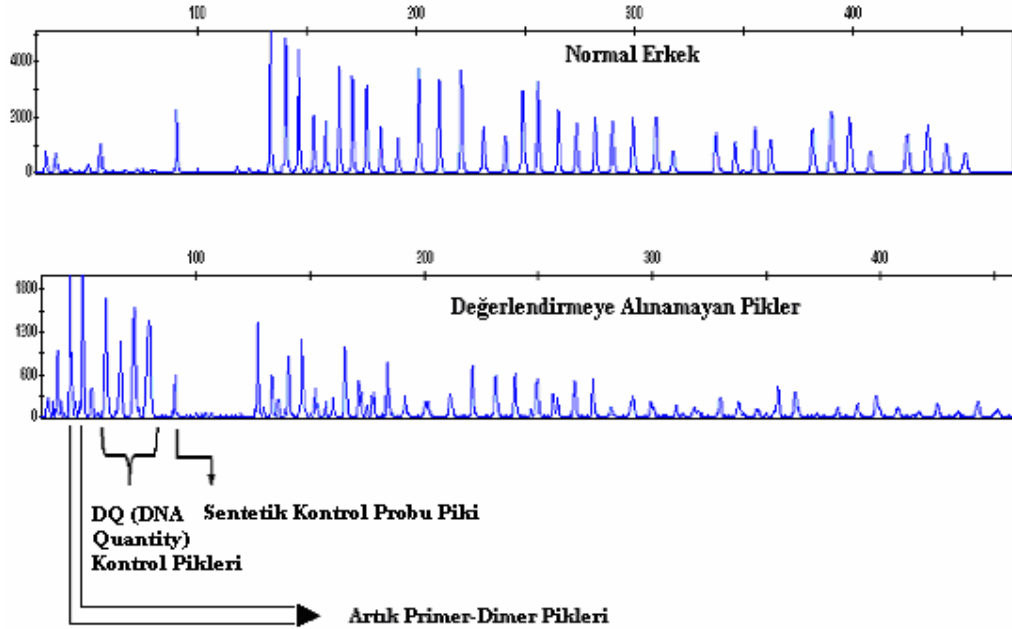 100 200 300 400
Normal Erkek
4000
2000
0
100 200 300 400
Değerlendirmeye Alınamayan Pikler
1800
1200
600
0
DQ (DNA Sentetik Kontrol Probu Piki
Quantity)
Kontrol Pikleri
Artık Primer-Dimer Pikleri